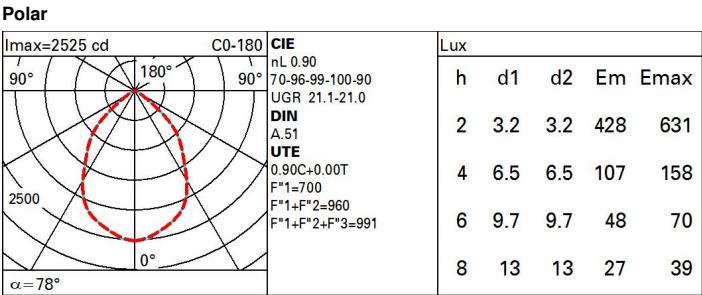 Polar
Imax=2525 cd C0-180
90° 180° 90°
2500
0°
α=78°
CIE
nL 0.90
70-96-99-100-90
UGR 21.1-21.0
DIN
A.51
UTE
0.90C+0.00T
F"1=700
F"1+F"2=960
F"1+F"2+F"3=991
Lux
h d1 d2 Em Emax
2 3.2 3.2 428 631
4 6.5 6.5 107 158
6 9.7 9.7 48 70
8 13 13 27 39